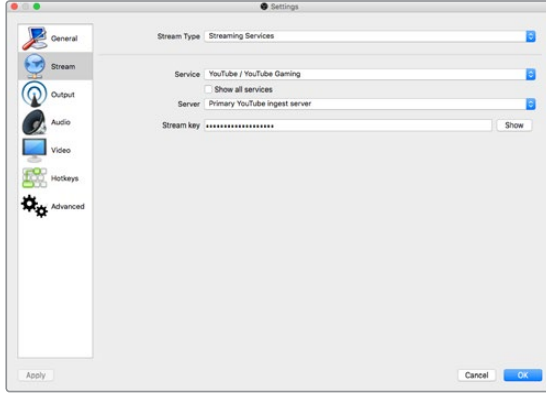 Settings
General
Stream
Output
Audio
Video
Hotkeys
Advanced
Stream Type Streaming Services
Service YouTube / YouTube Gaming
Show all services
Server Primary YouTube ingest server
Stream key •••••••••••••••••••
Show
Apply
Cancel
OK